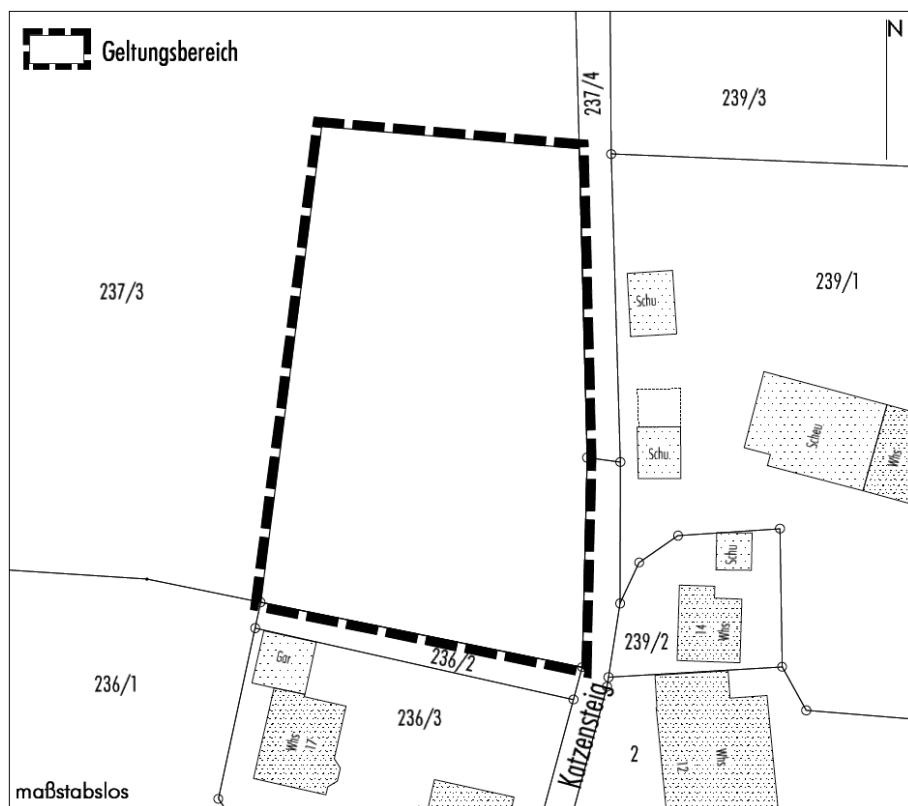 Geltungsbereich
N
237/4
239/3
237/3
239/1
Schu
Schu.
Scheu
Whs
Schu
14
Whs
239/2
236/2
Gar.
236/1
236/3
Whs
17
Katzensteig
2
Whs
12
maßstabslos